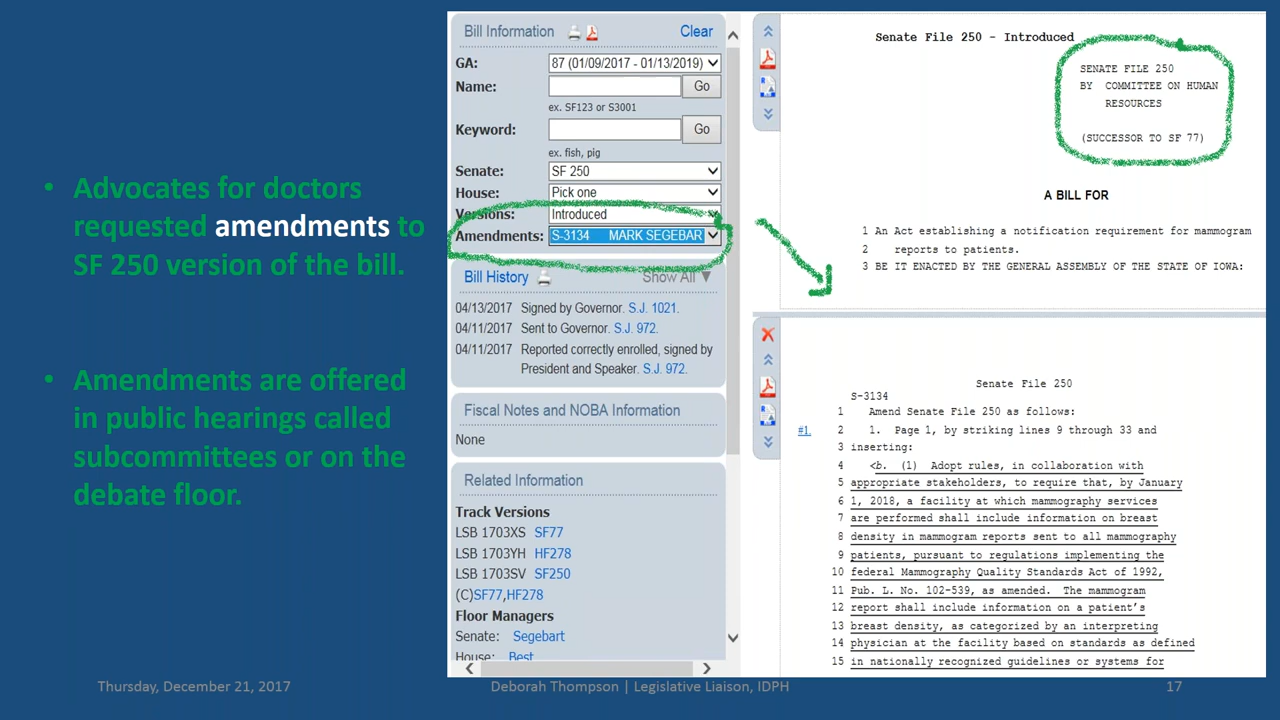 • Advocates for doctors
requested amendments to
SF 250 version of the bill.
• Amendments are offered
in public hearings called
subcommittees or on the
debate floor.
Bill Information Clear
GA: 87 (01/09/2017 - 01/13/2019)
Name: Go
ex. SF123 or S3001
Keyword: Go
ex. fish, pig
Senate: SF 250
House: Pick one
Versions: Introduced
Amendments: S-3134 MARK SEGEBAR
Bill History Show All ▼
04/13/2017 Signed by Governor. S.J. 1021.
04/11/2017 Sent to Governor. S.J. 972.
04/11/2017 Reported correctly enrolled, signed by
President and Speaker. S.J. 972.
Fiscal Notes and NOBA Information
None
Related Information
Track Versions
LSB 1703XS SF77
LSB 1703YH HF278
LSB 1703SV SF250
(C)SF77,HF278
Floor Managers
Senate: Segebart
House: Best
Senate File 250 - Introduced
SENATE FILE 250
BY COMMITTEE ON HUMAN
RESOURCES
(SUCCESSOR TO SF 77)
A BILL FOR
1 An Act establishing a notification requirement for mammogram
2 reports to patients.
3 BE IT ENACTED BY THE GENERAL ASSEMBLY OF THE STATE OF IOWA:
Senate File 250
S-3134
1 Amend Senate File 250 as follows:
#1. 2 1. Page 1, by striking lines 9 through 33 and
3 inserting:
4 <b. (1) Adopt rules, in collaboration with
5 appropriate stakeholders, to require that, by January
6 1, 2018, a facility at which mammography services
7 are performed shall include information on breast
8 density in mammogram reports sent to all mammography
9 patients, pursuant to regulations implementing the
10 federal Mammography Quality Standards Act of 1992,
11 Pub. L. No. 102-539, as amended. The mammogram
12 report shall include information on a patient's
13 breast density, as categorized by an interpreting
14 physician at the facility based on standards as defined
15 in nationally recognized guidelines or systems for
Thursday, December 21, 2017
Deborah Thompson | Legislative Liaison, IDPH
17